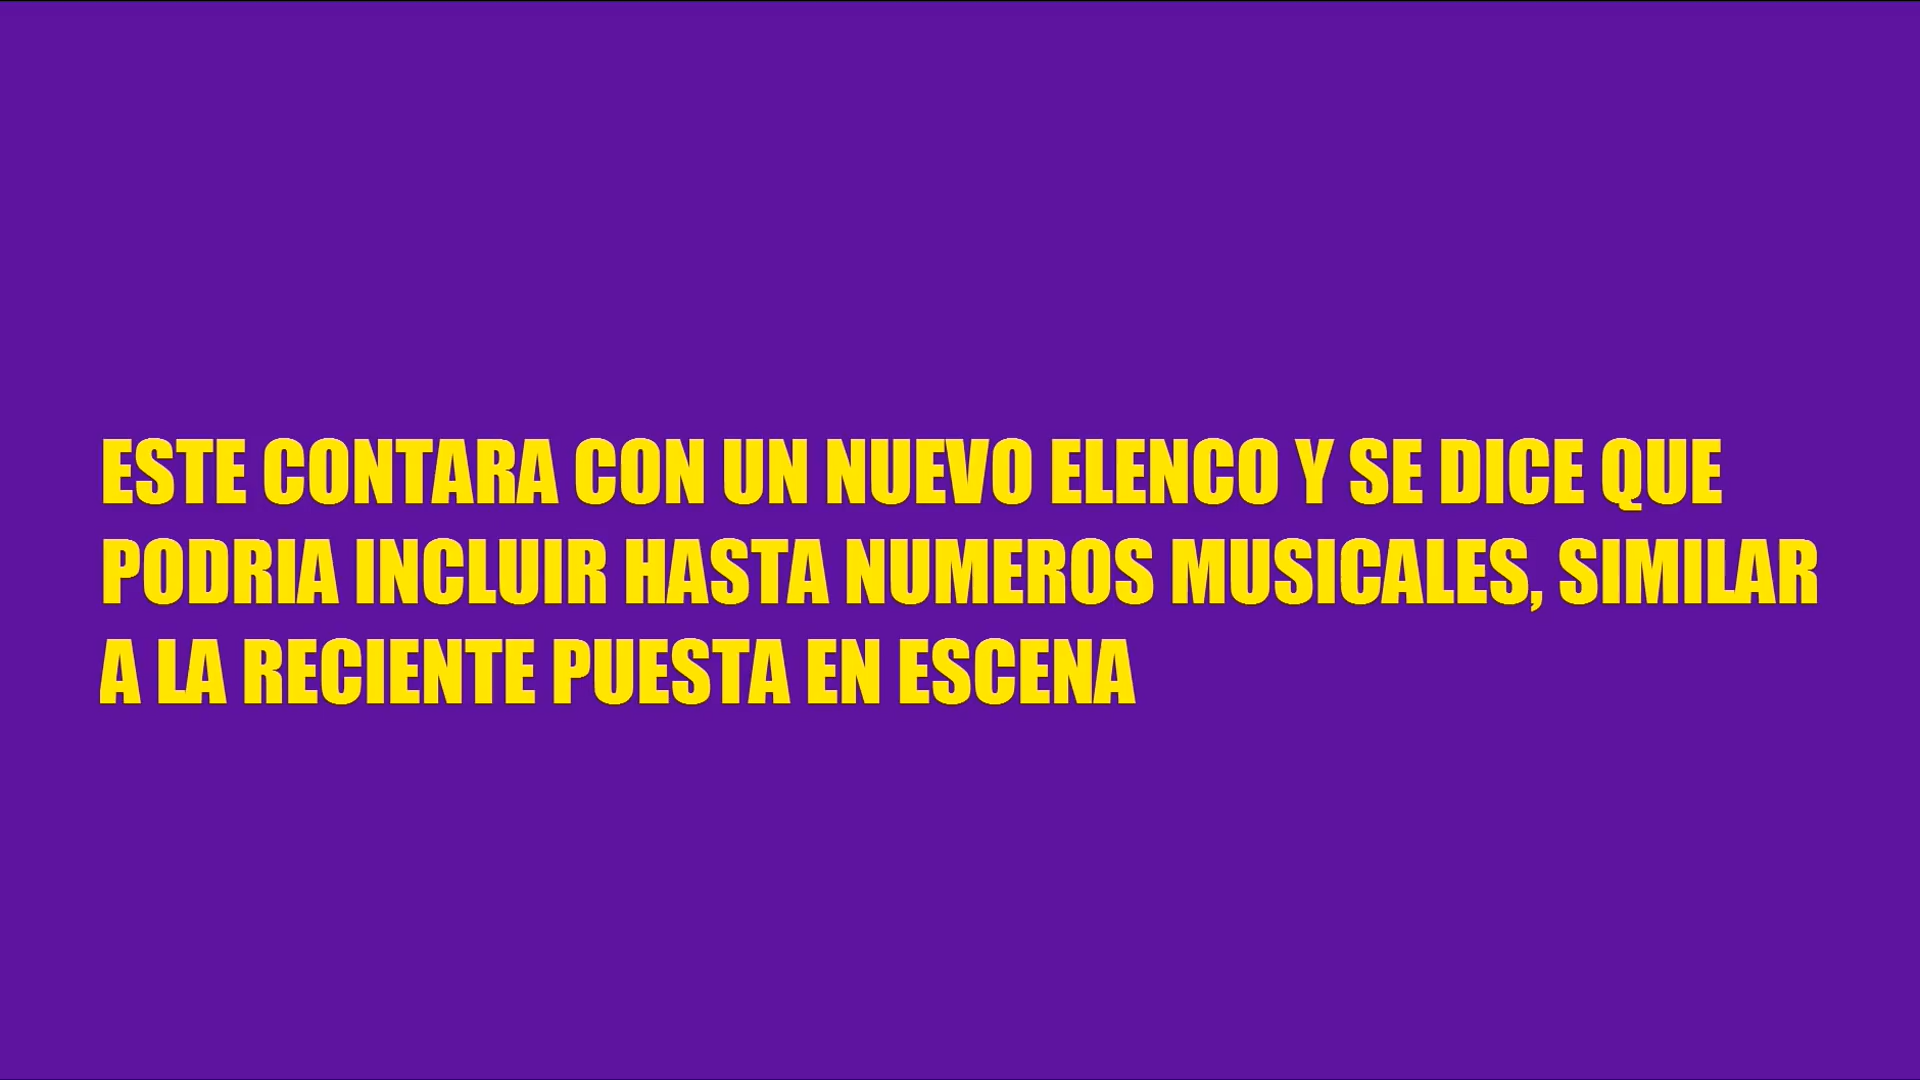 ESTE CONTARA CON UN NUEVO ELENCO Y SE DICE QUE
PODRIA INCLUIR HASTA NUMEROS MUSICALES, SIMILAR
A LA RECIENTE PUESTA EN ESCENA